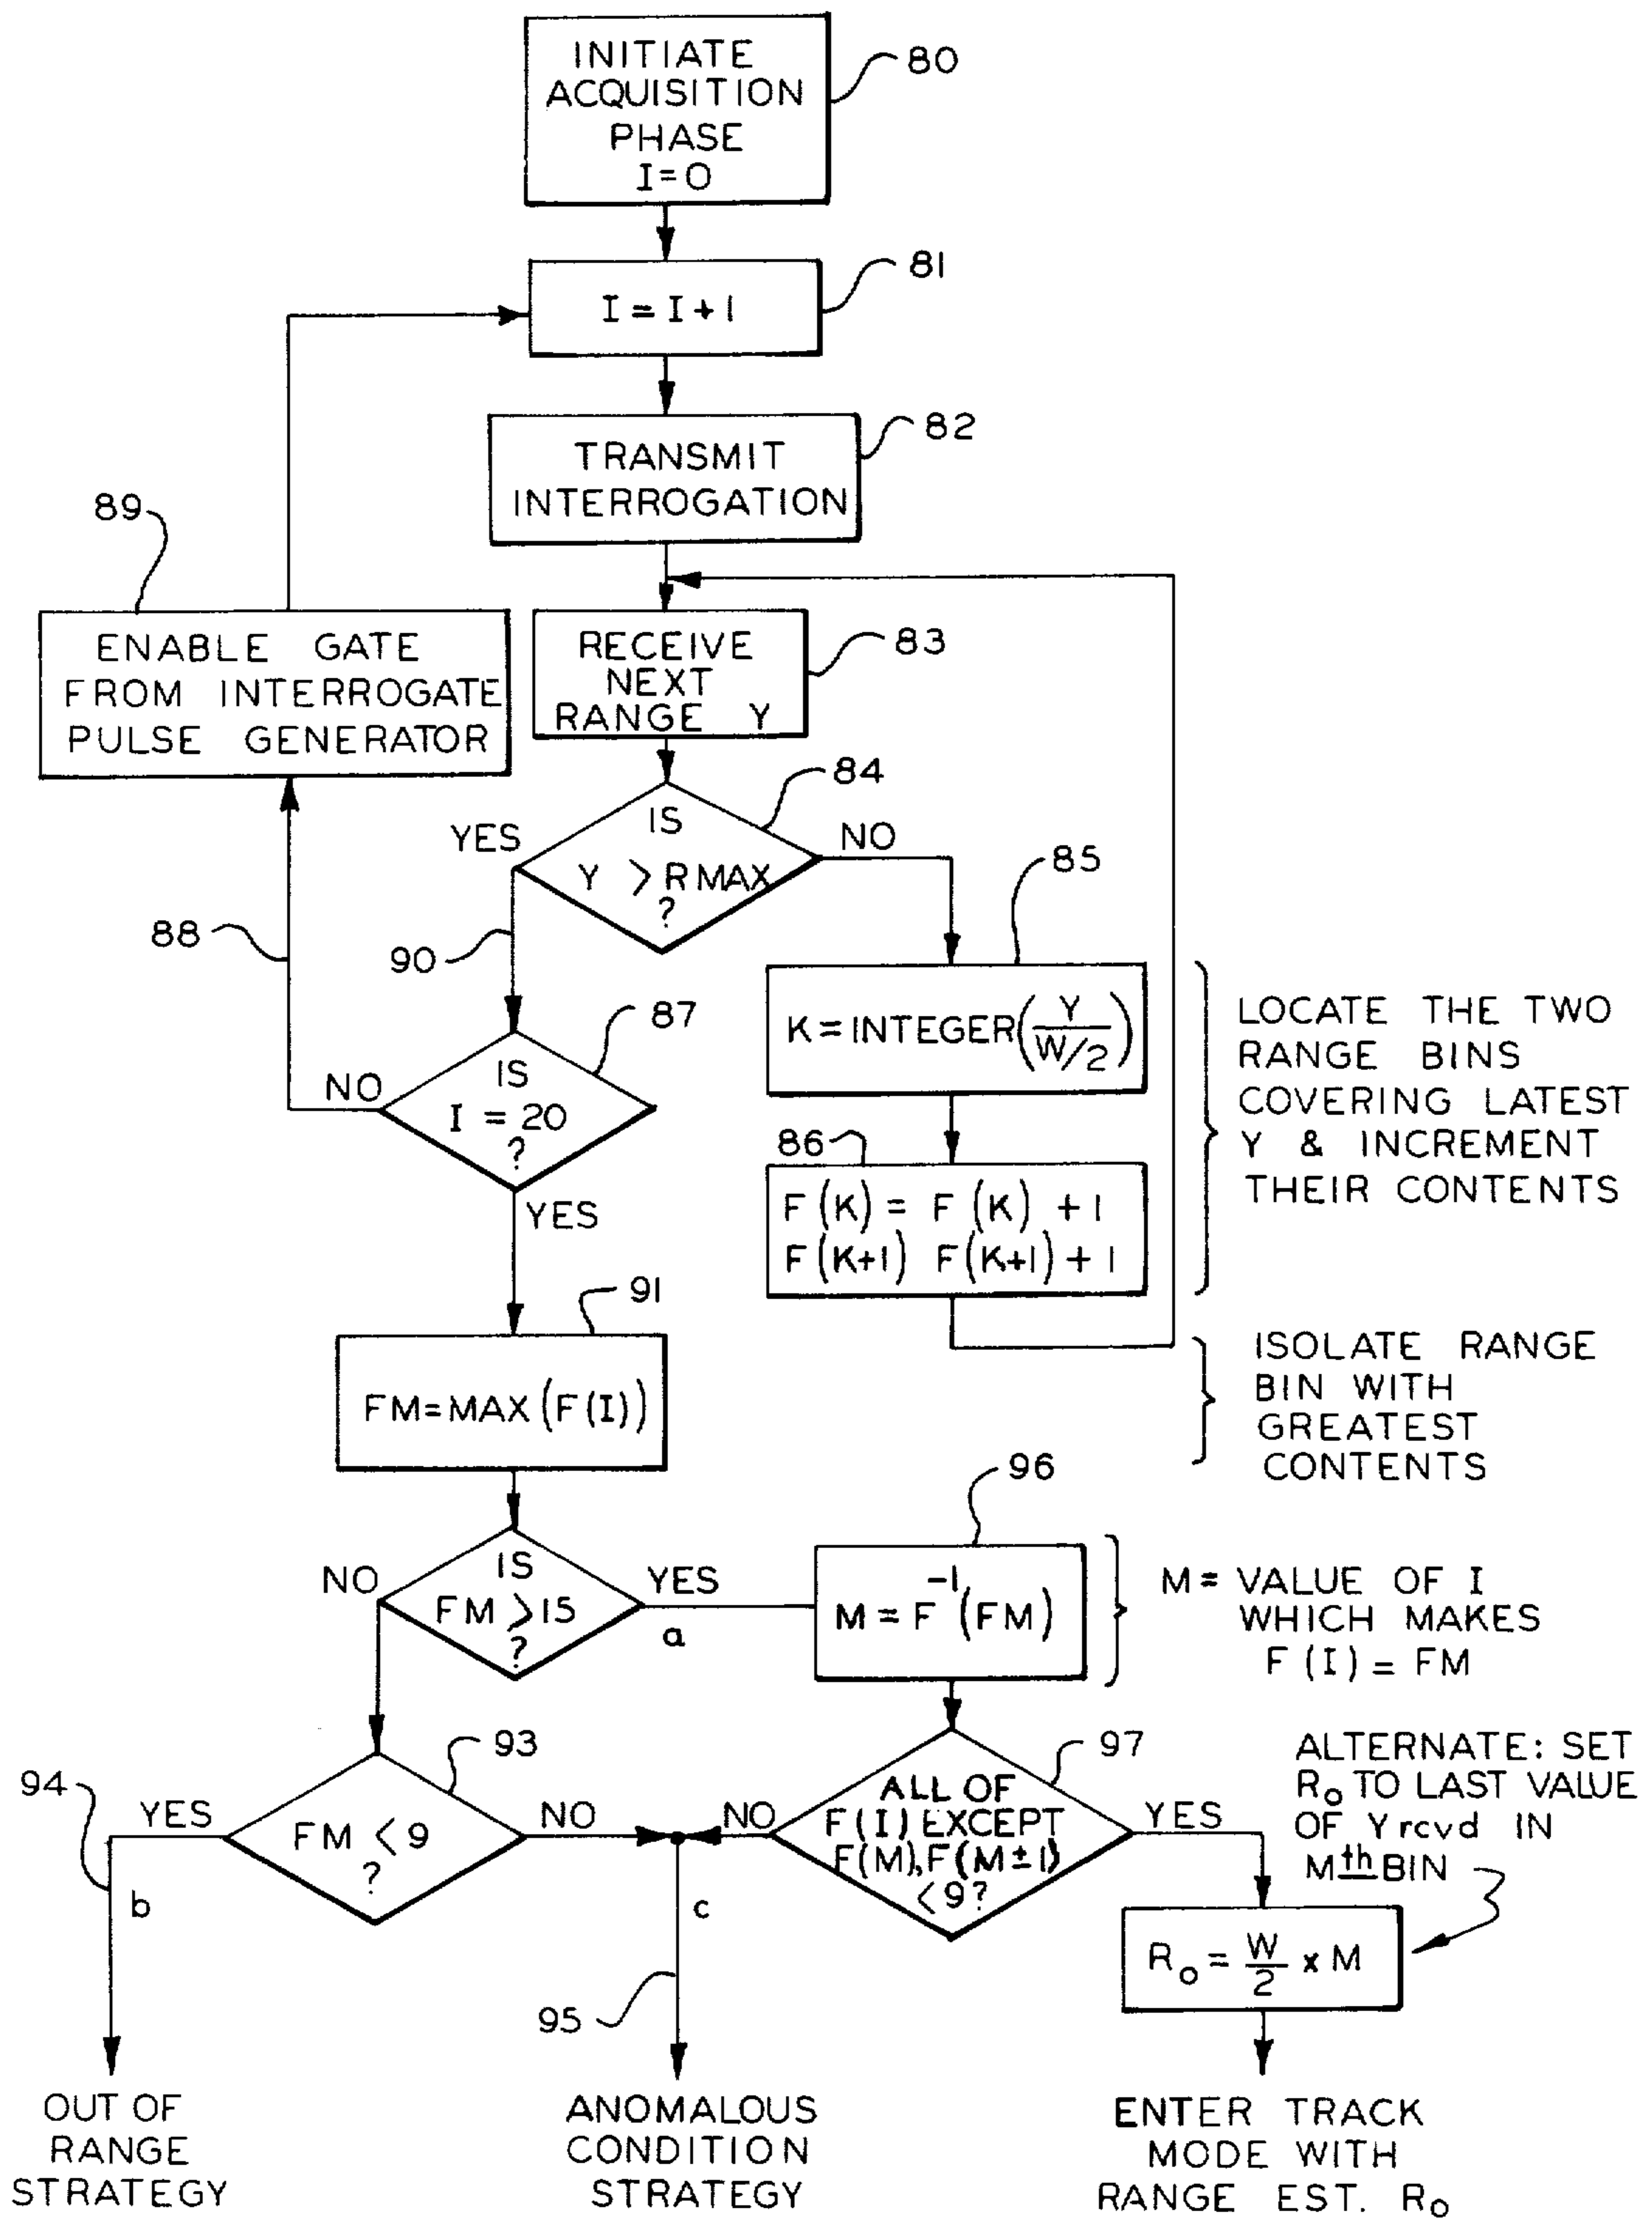 INITIATE
ACQUISITION
PHASE
I=0
80
I = I + 1
81
TRANSMIT
INTERROGATION
82
89
ENABLE GATE
FROM INTERROGATE
PULSE GENERATOR
RECEIVE
NEXT
RANGE Y
83
IS
Y > R MAX
?
84
YES
NO
88
90
85
K = INTEGER(Y/W/2)
LOCATE THE TWO
RANGE BINS
COVERING LATEST
Y & INCREMENT
THEIR CONTENTS
87
IS
I = 20
?
NO
YES
86
F (K) = F (K) + 1
F(K+1) F(K+1) + 1
91
FM=MAX(F(I))
ISOLATE RANGE
BIN WITH
GREATEST
CONTENTS
IS
FM > 15
?
NO
YES
a
96
M = F⁻¹(FM)
M = VALUE OF I
WHICH MAKES
F (I) = FM
93
FM < 9
?
YES
NO
94
b
97
ALL OF
F(I) EXCEPT
F(M), F(M±1)
< 9?
NO
YES
c
95
ALTERNATE: SET
R₀ TO LAST VALUE
OF Y rcvd IN
Mth BIN
R₀ = W/2 x M
OUT OF
RANGE
STRATEGY
ANOMALOUS
CONDITION
STRATEGY
ENTER TRACK
MODE WITH
RANGE EST. R₀